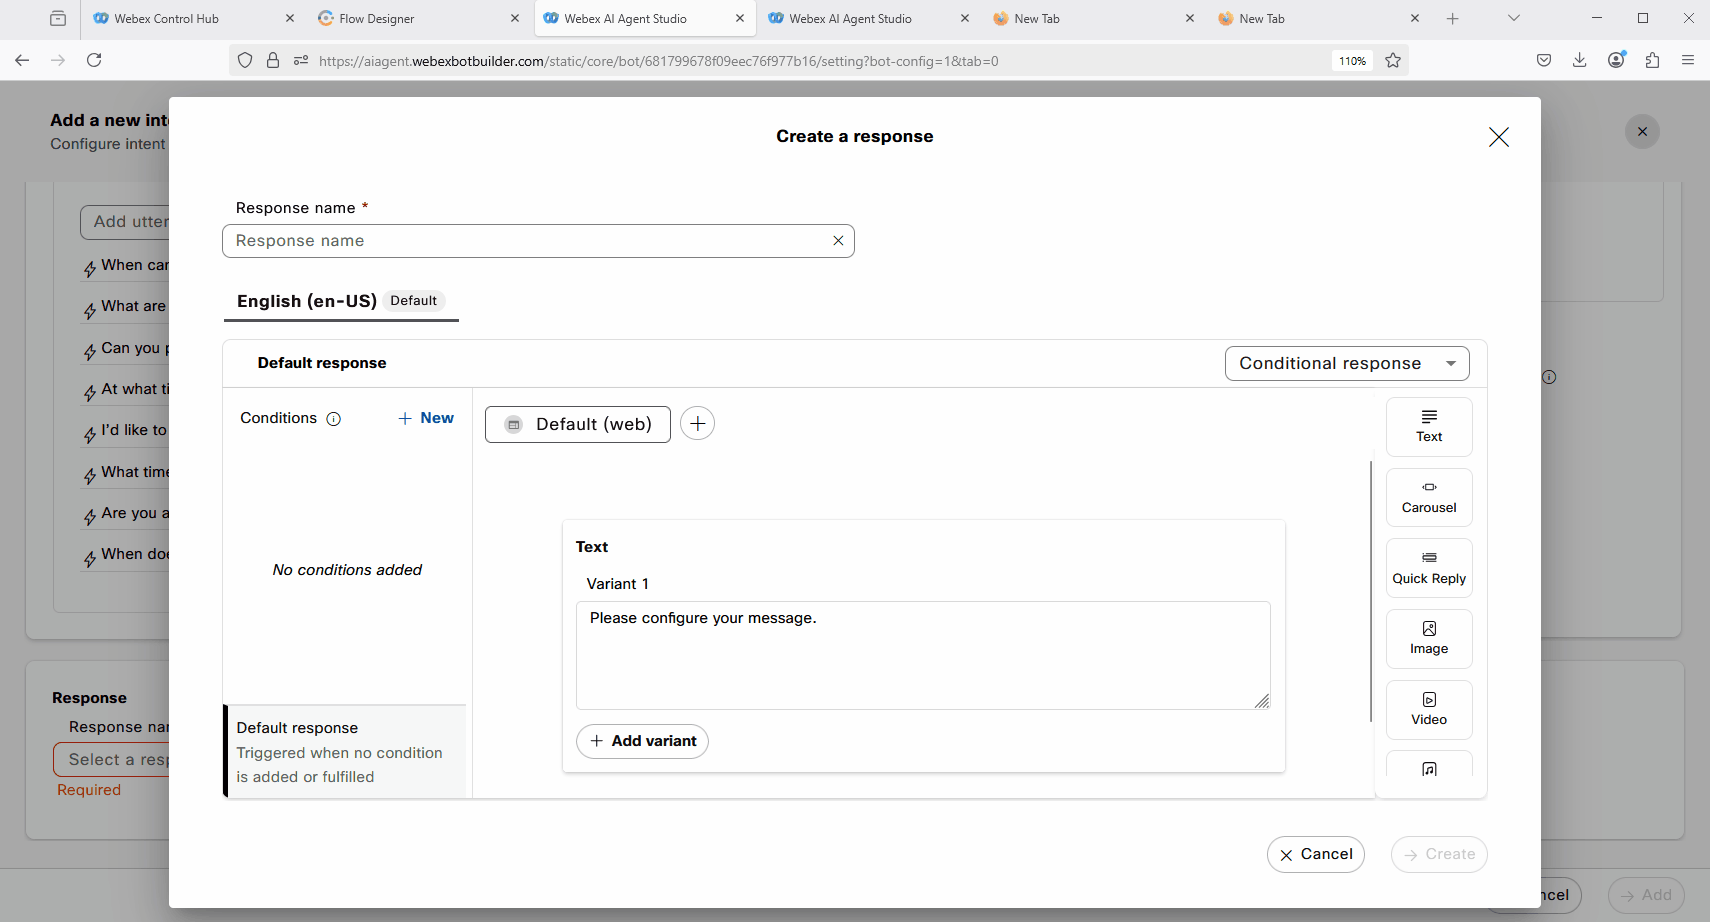 Webex Control Hub
Flow Designer
Webex AI Agent Studio
Webex AI Agent Studio
New Tab
New Tab
https://aiagent.webexbotbuilder.com/static/core/bot/681799678f09eec76f977b16/setting?bot-config=1&tab=0
110%
Add a new int
Configure intent
Create a response
Response name *
Response name
Add utter
When can
What are
Can you p
At what ti
I'd like to
What time
Are you a
When doe
English (en-US) Default
Default response
Conditional response
Conditions
New
Default (web)
No conditions added
Text
Variant 1
Please configure your message.
Add variant
Text
Carousel
Quick Reply
Image
Video
Default response
Triggered when no condition
is added or fulfilled
Response
Response nam
Select a resp
Required
Cancel
Create
ncel
Add